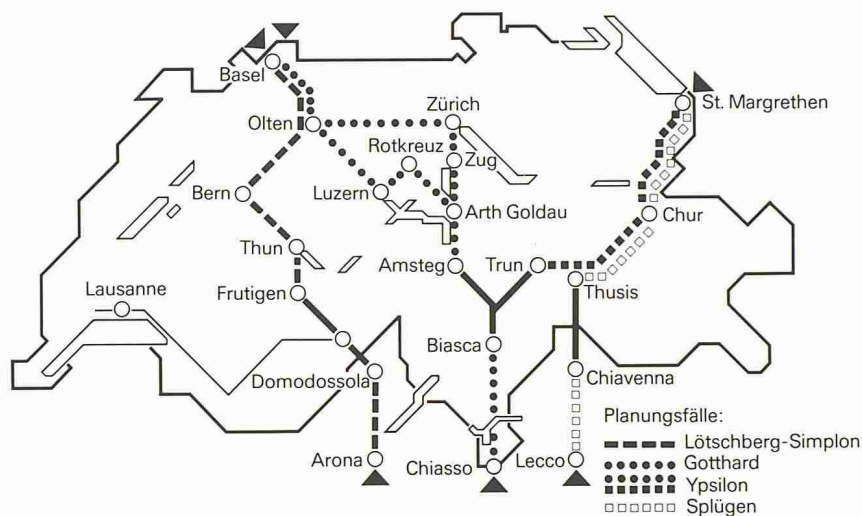 Basel
St. Margrethen
Olten
Zürich
Rotkreuz
Zug
Bern
Luzern
Arth Goldau
Chur
Thun
Amsteg
Trun
Thusis
Lausanne
Frutigen
Biasca
Domodossola
Chiavenna
Arona
Chiasso
Lecco
Planungsfälle:
Lötschberg-Simplon
Gotthard
Ypsilon
Splügen